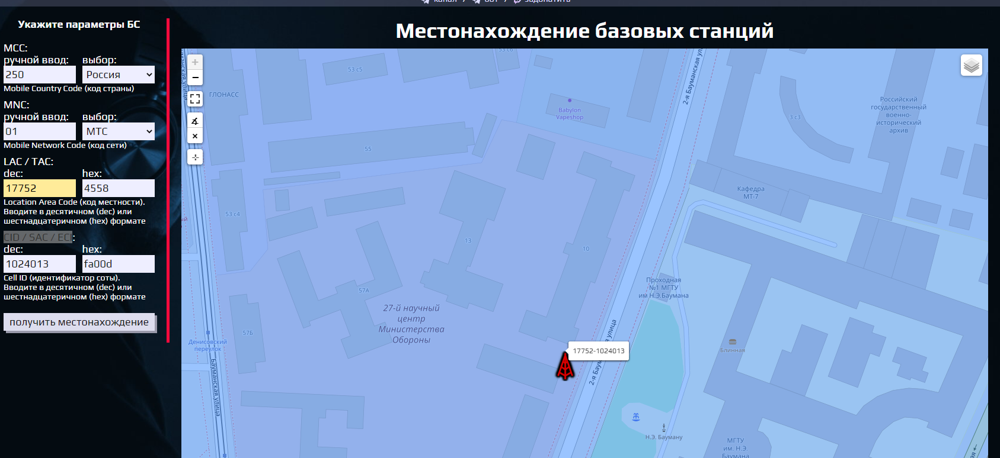 канал / бот / задонатить
Укажите параметры БС
Местонахождение базовых станций
MCC:
ручной ввод: выбор:
250 Россия
Mobile Country Code (код страны)
MNC:
ручной ввод: выбор:
01 МТС
Mobile Network Code (код сети)
LAC / TAC:
dec: hex:
17752 4558
Location Area Code (код местности).
Вводите в десятичном (dec) или
шестнадцатеричном (hex) формате
CID / SAC / ECI:
dec: hex:
1024013 fa00d
Cell ID (идентификатор соты).
Вводите в десятичном (dec) или
шестнадцатеричном (hex) формате
получить местонахождение
+
−
53 с6
53 с5
ГЛОНАСС
2-я Бауманская ул
Babylon
Vapeshop
3 с3
Российский
государственный
военно-
исторический
архив
55
Кафедра
МТ-7
53 с4
13
10
57А
Проходная
№1 МГТУ
им Н.Э.Баумана
27-й научный
центр
Министерства
Обороны
57Б
Денисовский
переулок
Бауманская улица
17752-1024013
2-я Бау
я улица
Блинная
Н.Э. Бауману
МГТУ
им. Н.Э.
Баумана